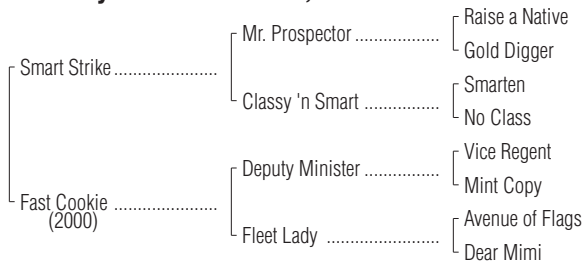 Raise a Native
Mr. Prospector ..................
Gold Digger
Smart Strike ......................
Smarten
Classy 'n Smart ................
No Class
Vice Regent
Deputy Minister ................
Mint Copy
Fast Cookie ......................
(2000)
Avenue of Flags
Fleet Lady ........................
Dear Mimi